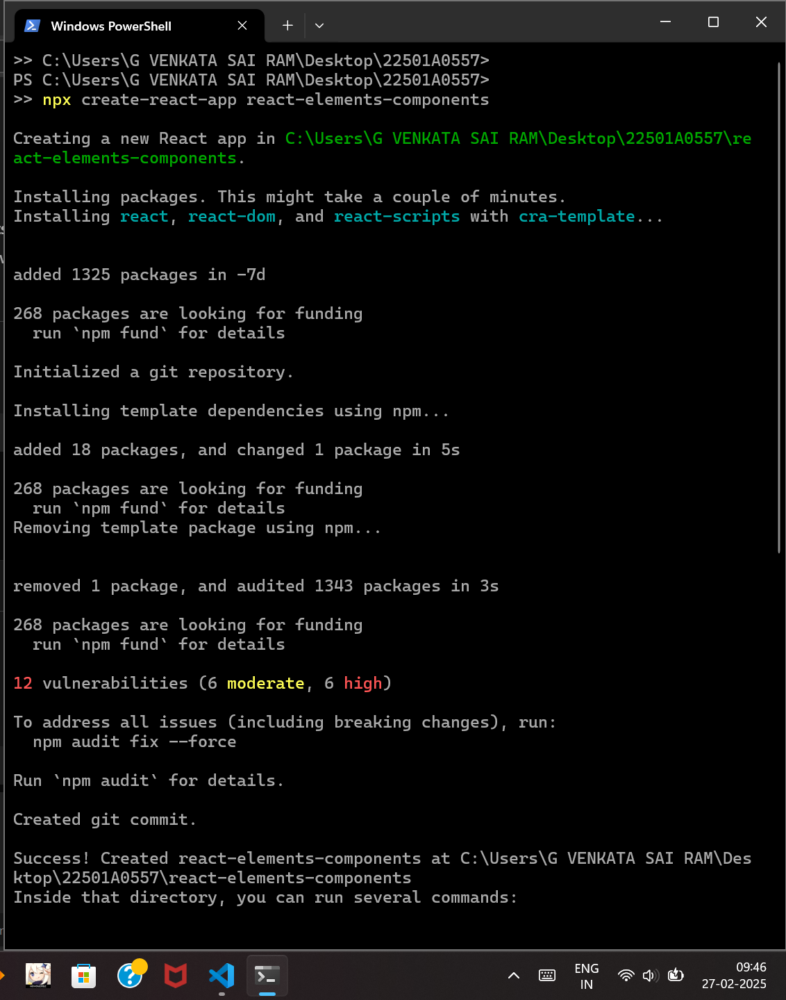 Windows PowerShell
>> C:\Users\G VENKATA SAI RAM\Desktop\22501A0557>
PS C:\Users\G VENKATA SAI RAM\Desktop\22501A0557>
>> npx create-react-app react-elements-components
Creating a new React app in C:\Users\G VENKATA SAI RAM\Desktop\22501A0557\re
act-elements-components.
Installing packages. This might take a couple of minutes.
Installing react, react-dom, and react-scripts with cra-template...
added 1325 packages in -7d
268 packages are looking for funding
  run `npm fund` for details
Initialized a git repository.
Installing template dependencies using npm...
added 18 packages, and changed 1 package in 5s
268 packages are looking for funding
  run `npm fund` for details
Removing template package using npm...
removed 1 package, and audited 1343 packages in 3s
268 packages are looking for funding
  run `npm fund` for details
12 vulnerabilities (6 moderate, 6 high)
To address all issues (including breaking changes), run:
  npm audit fix --force
Run `npm audit` for details.
Created git commit.
Success! Created react-elements-components at C:\Users\G VENKATA SAI RAM\Des
ktop\22501A0557\react-elements-components
Inside that directory, you can run several commands:
ENG
IN
09:46
27-02-2025